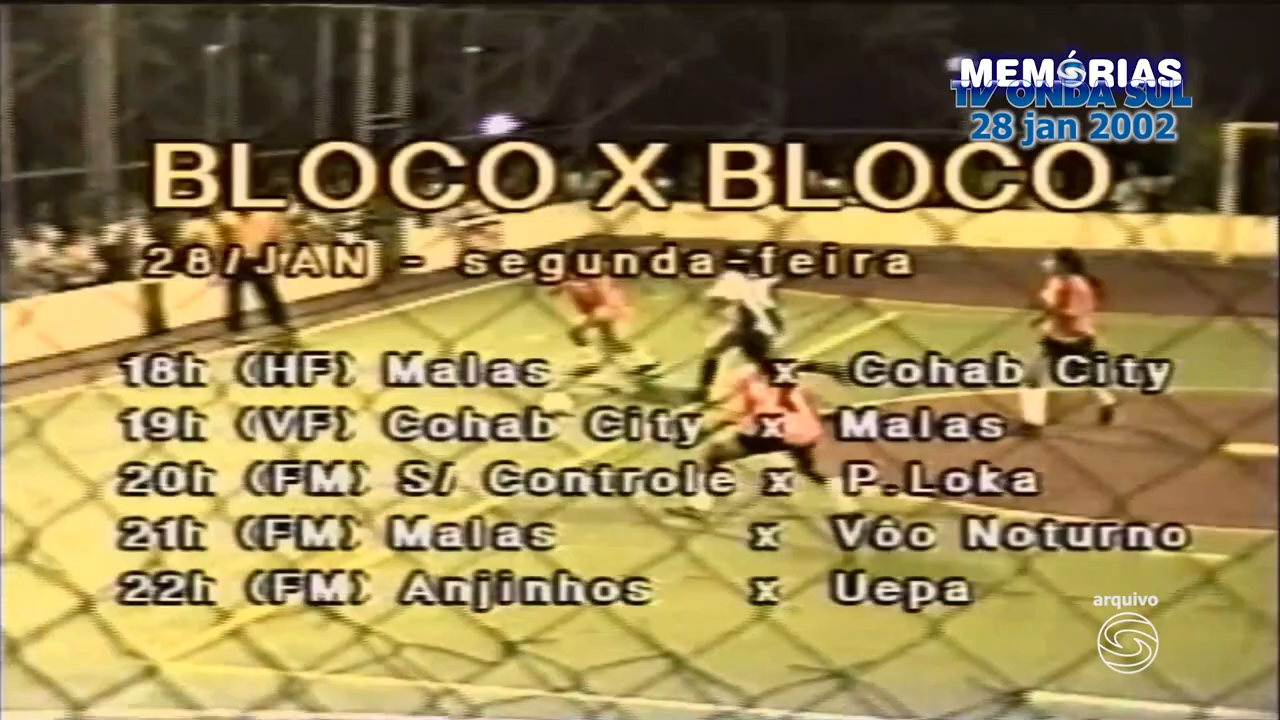 MEMÓRIAS
TV ONDA SUL
28 jan 2002
BLOCO X BLOCO
28/JAN - segunda-feira
18h (HF) Malas x Cohab City
19h (VF) Cohab City x Malas
20h (FM) S/ Controle x P.Loka
21h (FM) Malas x Vôo Noturno
22h (FM) Anjinhos x Uepa
arquivo